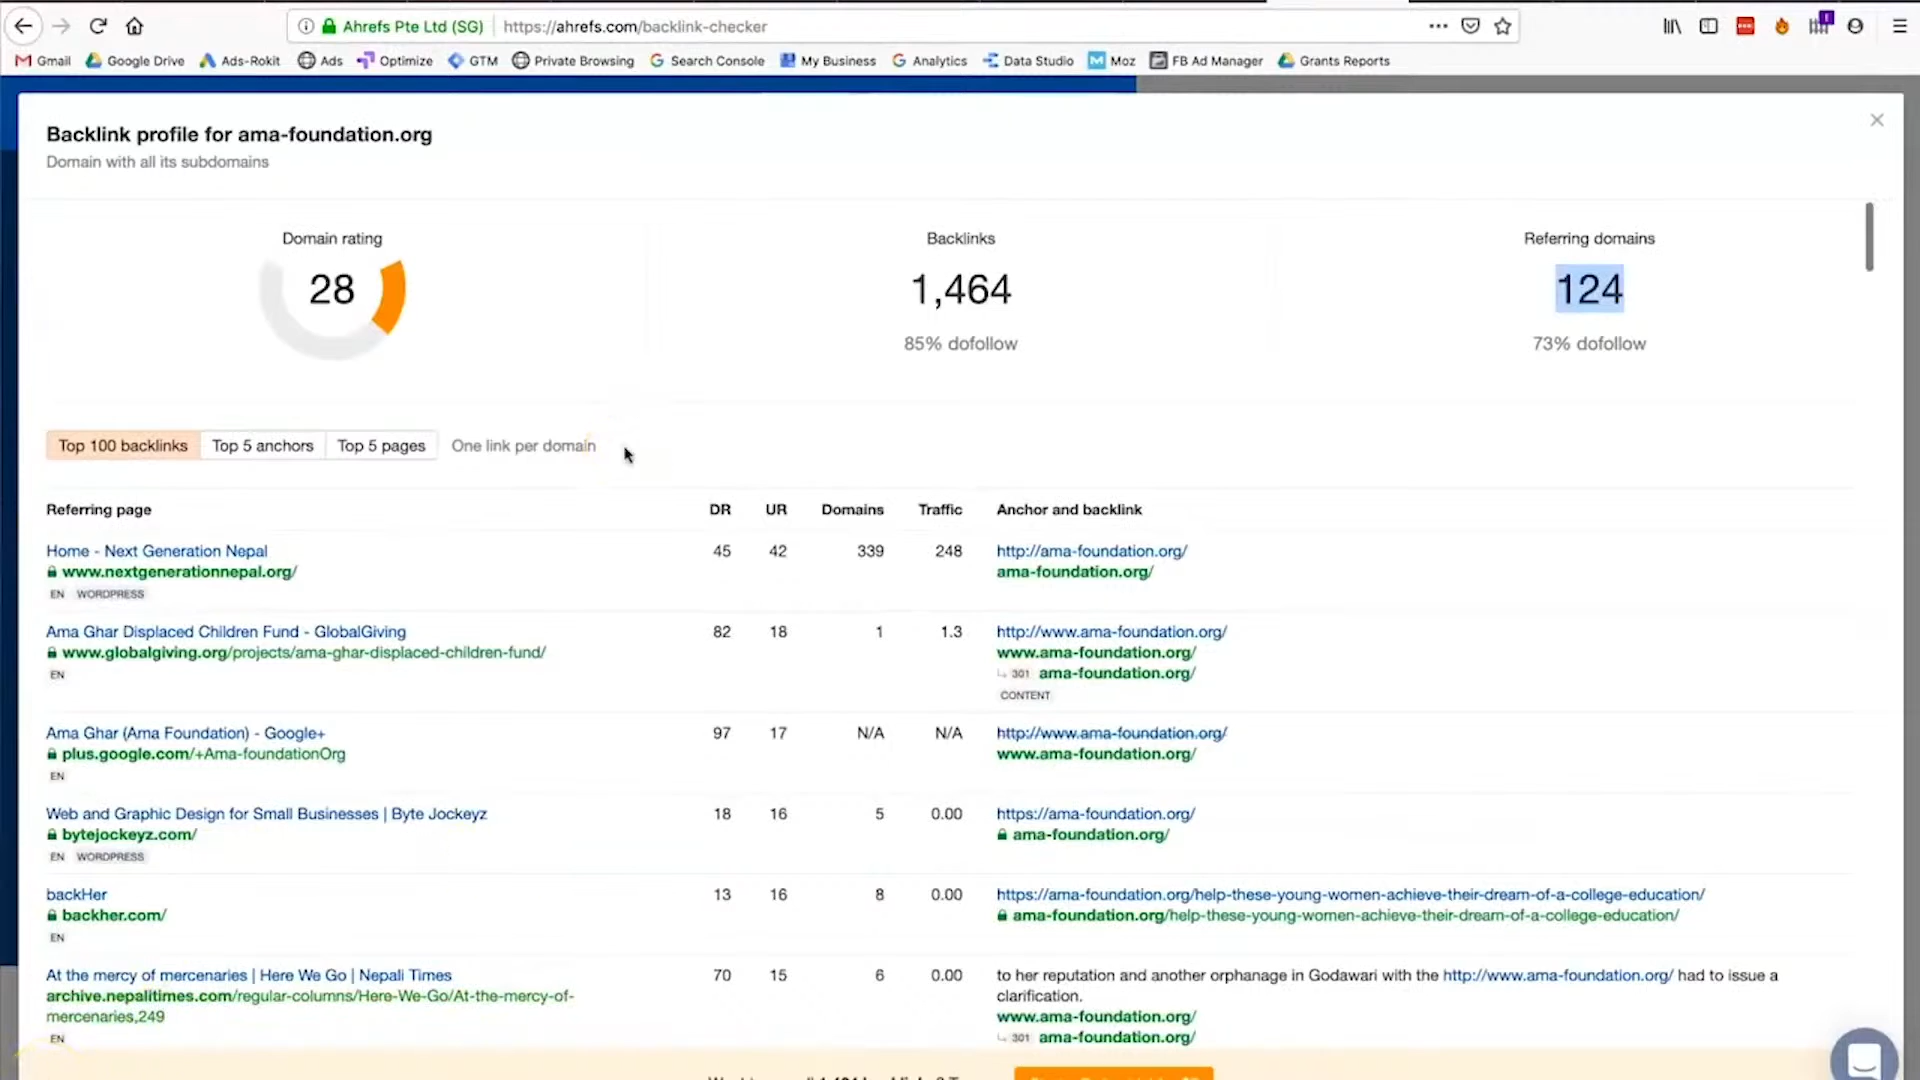 Ahrefs Pte Ltd (SG) https://ahrefs.com/backlink-checker
Gmail Google Drive Ads-Rokit Ads Optimize GTM Private Browsing Search Console My Business Analytics Data Studio Moz FB Ad Manager Grants Reports
Backlink profile for ama-foundation.org
Domain with all its subdomains
Domain rating Backlinks Referring domains
28 1,464 124
85% dofollow 73% dofollow
Top 100 backlinks Top 5 anchors Top 5 pages One link per domain
Referring page DR UR Domains Traffic Anchor and backlink
Home - Next Generation Nepal 45 42 339 248 http://ama-foundation.org/
www.nextgenerationnepal.org/ ama-foundation.org/
EN WORDPRESS
Ama Ghar Displaced Children Fund - GlobalGiving 82 18 1 1.3 http://www.ama-foundation.org/
www.globalgiving.org/projects/ama-ghar-displaced-children-fund/ www.ama-foundation.org/
EN 301 ama-foundation.org/
CONTENT
Ama Ghar (Ama Foundation) - Google+ 97 17 N/A N/A http://www.ama-foundation.org/
plus.google.com/+Ama-foundationOrg www.ama-foundation.org/
EN
Web and Graphic Design for Small Businesses | Byte Jockeyz 18 16 5 0.00 https://ama-foundation.org/
bytejockeyz.com/ ama-foundation.org/
EN WORDPRESS
backHer 13 16 8 0.00 https://ama-foundation.org/help-these-young-women-achieve-their-dream-of-a-college-education/
backher.com/ ama-foundation.org/help-these-young-women-achieve-their-dream-of-a-college-education/
EN
At the mercy of mercenaries | Here We Go | Nepali Times 70 15 6 0.00 to her reputation and another orphanage in Godawari with the http://www.ama-foundation.org/ had to issue a
archive.nepalitimes.com/regular-columns/Here-We-Go/At-the-mercy-of- clarification.
mercenaries,249 www.ama-foundation.org/
EN 301 ama-foundation.org/